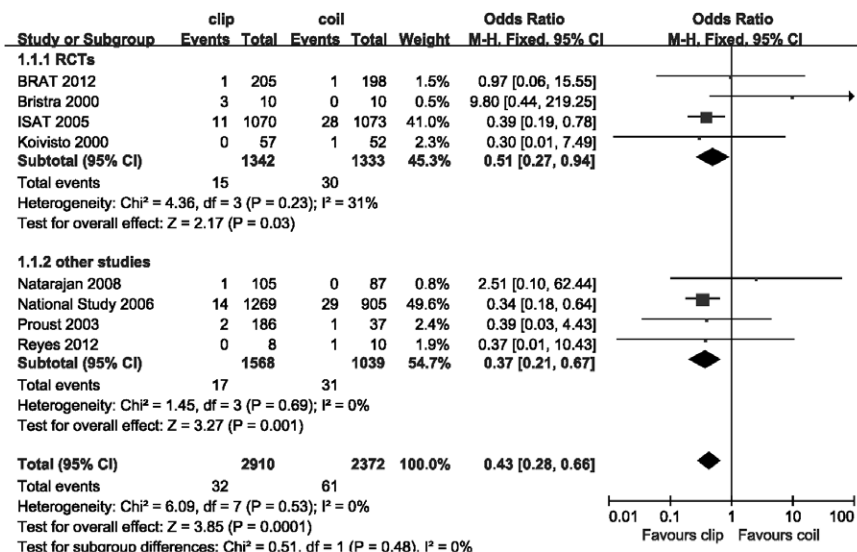 clip coil Odds Ratio Odds Ratio
Study or Subgroup Events Total Events Total Weight M-H. Fixed. 95% CI M-H. Fixed. 95% CI
1.1.1 RCTs
BRAT 2012 1 205 1 198 1.5% 0.97 [0.06, 15.55]
Bristra 2000 3 10 0 10 0.5% 9.80 [0.44, 219.25]
ISAT 2005 11 1070 28 1073 41.0% 0.39 [0.19, 0.78]
Koivisto 2000 0 57 1 52 2.3% 0.30 [0.01, 7.49]
Subtotal (95% CI) 1342 1333 45.3% 0.51 [0.27, 0.94]
Total events 15 30
Heterogeneity: Chi² = 4.36, df = 3 (P = 0.23); I² = 31%
Test for overall effect: Z = 2.17 (P = 0.03)
1.1.2 other studies
Natarajan 2008 1 105 0 87 0.8% 2.51 [0.10, 62.44]
National Study 2006 14 1269 29 905 49.6% 0.34 [0.18, 0.64]
Proust 2003 2 186 1 37 2.4% 0.39 [0.03, 4.43]
Reyes 2012 0 8 1 10 1.9% 0.37 [0.01, 10.43]
Subtotal (95% CI) 1568 1039 54.7% 0.37 [0.21, 0.67]
Total events 17 31
Heterogeneity: Chi² = 1.45, df = 3 (P = 0.69); I² = 0%
Test for overall effect: Z = 3.27 (P = 0.001)
Total (95% CI) 2910 2372 100.0% 0.43 [0.28, 0.66]
Total events 32 61
Heterogeneity: Chi² = 6.09, df = 7 (P = 0.53); I² = 0%
Test for overall effect: Z = 3.85 (P = 0.0001)
Test for subgroup differences: Chi² = 0.51, df = 1 (P = 0.48), I² = 0%
0.01 0.1 1 10 100
Favours clip Favours coil